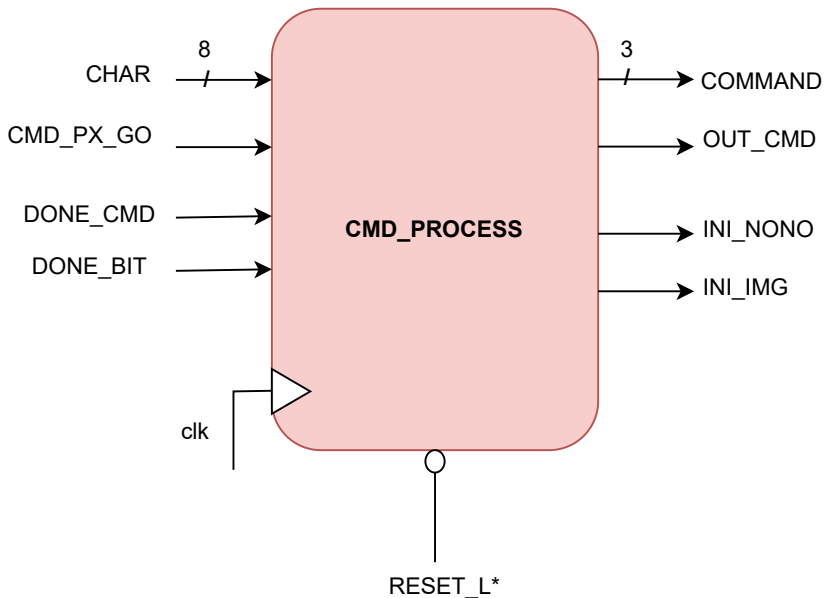 8
CHAR
CMD_PX_GO
DONE_CMD
DONE_BIT
clk
CMD_PROCESS
3
COMMAND
OUT_CMD
INI_NONO
INI_IMG
RESET_L*